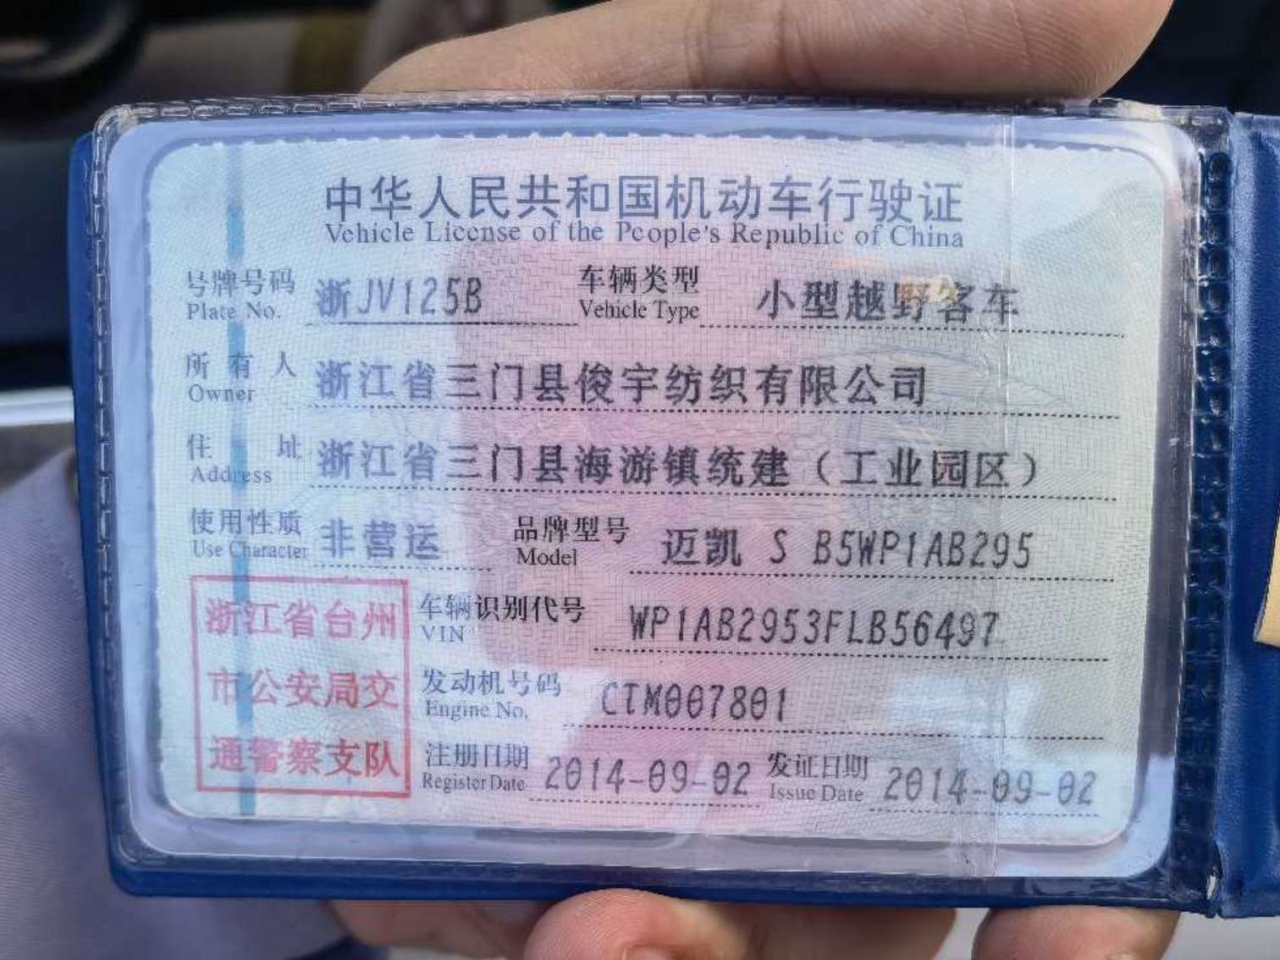 中华人民共和国机动车行驶证
Vehicle License of the People's Republic of China
号牌号码 浙JV125B 车辆类型 小型越野客车
Plate No. Vehicle Type
所有人 浙江省三门县俊宇纺织有限公司
Owner
住址 浙江省三门县海游镇统建（工业园区）
Address
使用性质 非营运 品牌型号 迈凯 S B5WP1AB295
Use Character Model
浙江省台州
市公安局交
通警察支队
车辆识别代号 WP1AB2953FLB56497
VIN
发动机号码 CTM007801
Engine No.
注册日期 2014-09-02 发证日期 2014-09-02
Register Date Issue Date